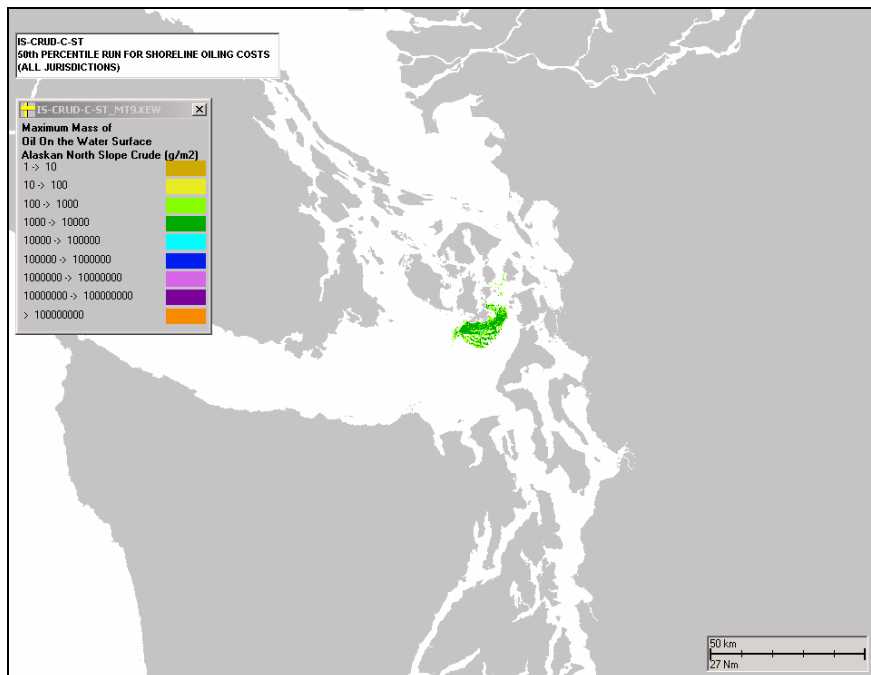 IS-CRUD-C-ST
50th PERCENTILE RUN FOR SHORELINE OILING COSTS
(ALL JURISDICTIONS)
IS-CRUD-C-ST_MT9.KEW
Maximum Mass of
Oil On the Water Surface
Alaskan North Slope Crude (g/m2)
1 -> 10
10 -> 100
100 -> 1000
1000 -> 10000
10000 -> 100000
100000 -> 1000000
1000000 -> 10000000
10000000 -> 100000000
> 100000000
50 km
27 Nm